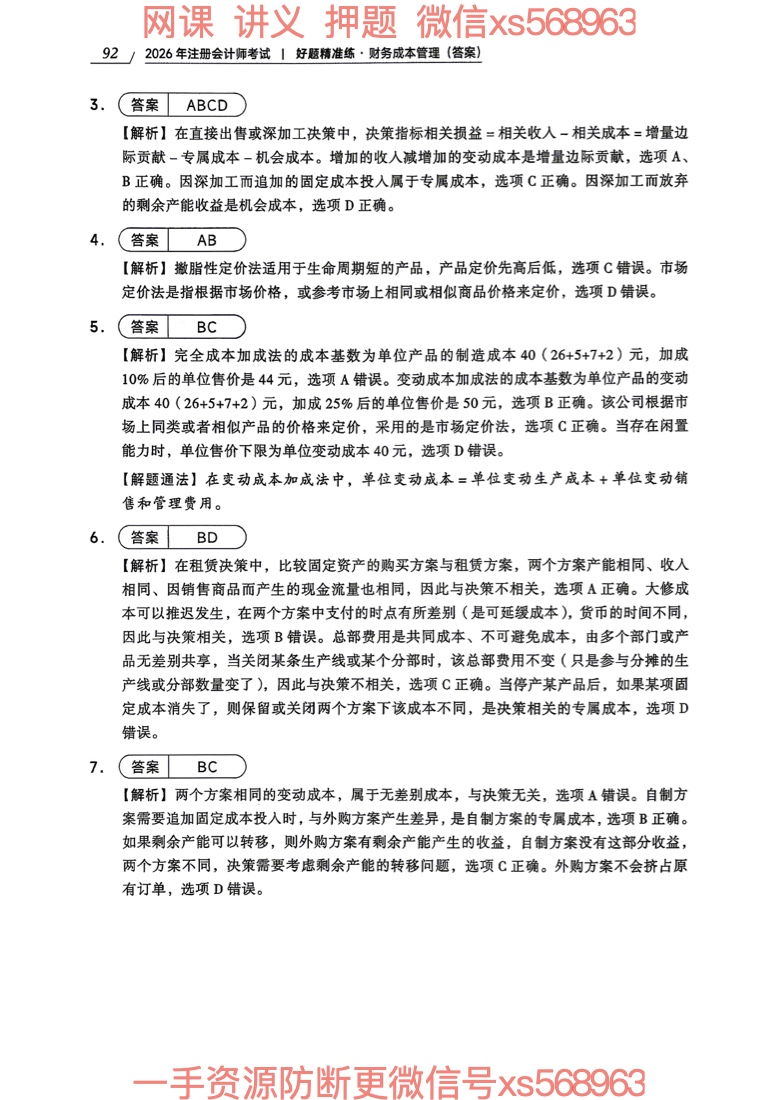 网课 讲义 押题 微信xs568963
92 / 2026 年注册会计师考试 | 好题精准练·财务成本管理（答案）
3. 答案 ABCD
【解析】在直接出售或深加工决策中，决策指标相关损益 = 相关收入 – 相关成本 = 增量边
际贡献 – 专属成本 – 机会成本。增加的收入减增加的变动成本是增量边际贡献，选项 A、
B 正确。因深加工而追加的固定成本投入属于专属成本，选项 C 正确。因深加工而放弃
的剩余产能收益是机会成本，选项 D 正确。
4. 答案 AB
【解析】撇脂性定价法适用于生命周期短的产品，产品定价先高后低，选项 C 错误。市场
定价法是指根据市场价格，或参考市场上相同或相似商品价格来定价，选项 D 错误。
5. 答案 BC
【解析】完全成本加成法的成本基数为单位产品的制造成本 40（26+5+7+2）元，加成
10% 后的单位售价是 44 元，选项 A 错误。变动成本加成法的成本基数为单位产品的变动
成本 40（26+5+7+2）元，加成 25% 后的单位售价是 50 元，选项 B 正确。该公司根据市
场上同类或者相似产品的价格来定价，采用的是市场定价法，选项 C 正确。当存在闲置
能力时，单位售价下限为单位变动成本 40 元，选项 D 错误。
【解题通法】在变动成本加成法中，单位变动成本 = 单位变动生产成本 + 单位变动销
售和管理费用。
6. 答案 BD
【解析】在租赁决策中，比较固定资产的购买方案与租赁方案，两个方案产能相同、收入
相同、因销售商品而产生的现金流量也相同，因此与决策不相关，选项 A 正确。大修成
本可以推迟发生，在两个方案中支付的时点有所差别（是可延缓成本），货币的时间不同，
因此与决策相关，选项 B 错误。总部费用是共同成本、不可避免成本，由多个部门或产
品无差别共享，当关闭某条生产线或某个分部时，该总部费用不变（只是参与分摊的生
产线或分部数量变了），因此与决策不相关，选项 C 正确。当停产某产品后，如果某项固
定成本消失了，则保留或关闭两个方案下该成本不同，是决策相关的专属成本，选项 D
错误。
7. 答案 BC
【解析】两个方案相同的变动成本，属于无差别成本，与决策无关，选项 A 错误。自制方
案需要追加固定成本投入时，与外购方案产生差异，是自制方案的专属成本，选项 B 正确。
如果剩余产能可以转移，则外购方案有剩余产能产生的收益，自制方案没有这部分收益，
两个方案不同，决策需要考虑剩余产能的转移问题，选项 C 正确。外购方案不会挤占原
有订单，选项 D 错误。
一手资源防断更微信号xs568963